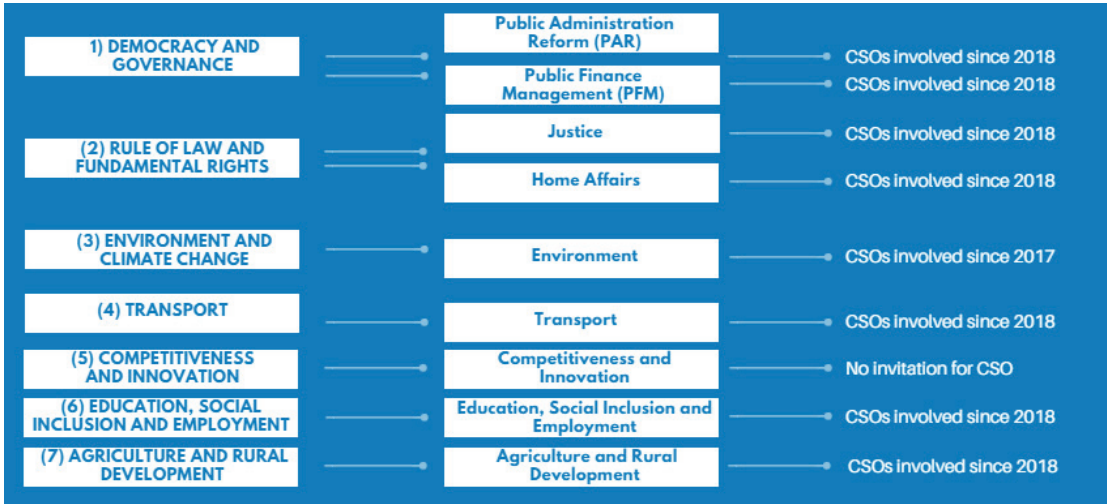 1) DEMOCRACY AND
GOVERNANCE
Public Administration
Reform (PAR)
CSOs involved since 2018
Public Finance
Management (PFM)
CSOs involved since 2018
(2) RULE OF LAW AND
FUNDAMENTAL RIGHTS
Justice
CSOs involved since 2018
Home Affairs
CSOs involved since 2018
(3) ENVIRONMENT AND
CLIMATE CHANGE
Environment
CSOs involved since 2017
(4) TRANSPORT
Transport
CSOs involved since 2018
(5) COMPETITIVENESS
AND INNOVATION
Competitiveness and
Innovation
No invitation for CSO
(6) EDUCATION, SOCIAL
INCLUSION AND EMPLOYMENT
Education, Social Inclusion and
Employment
CSOs involved since 2018
(7) AGRICULTURE AND RURAL
DEVELOPMENT
Agriculture and Rural
Development
CSOs involved since 2018